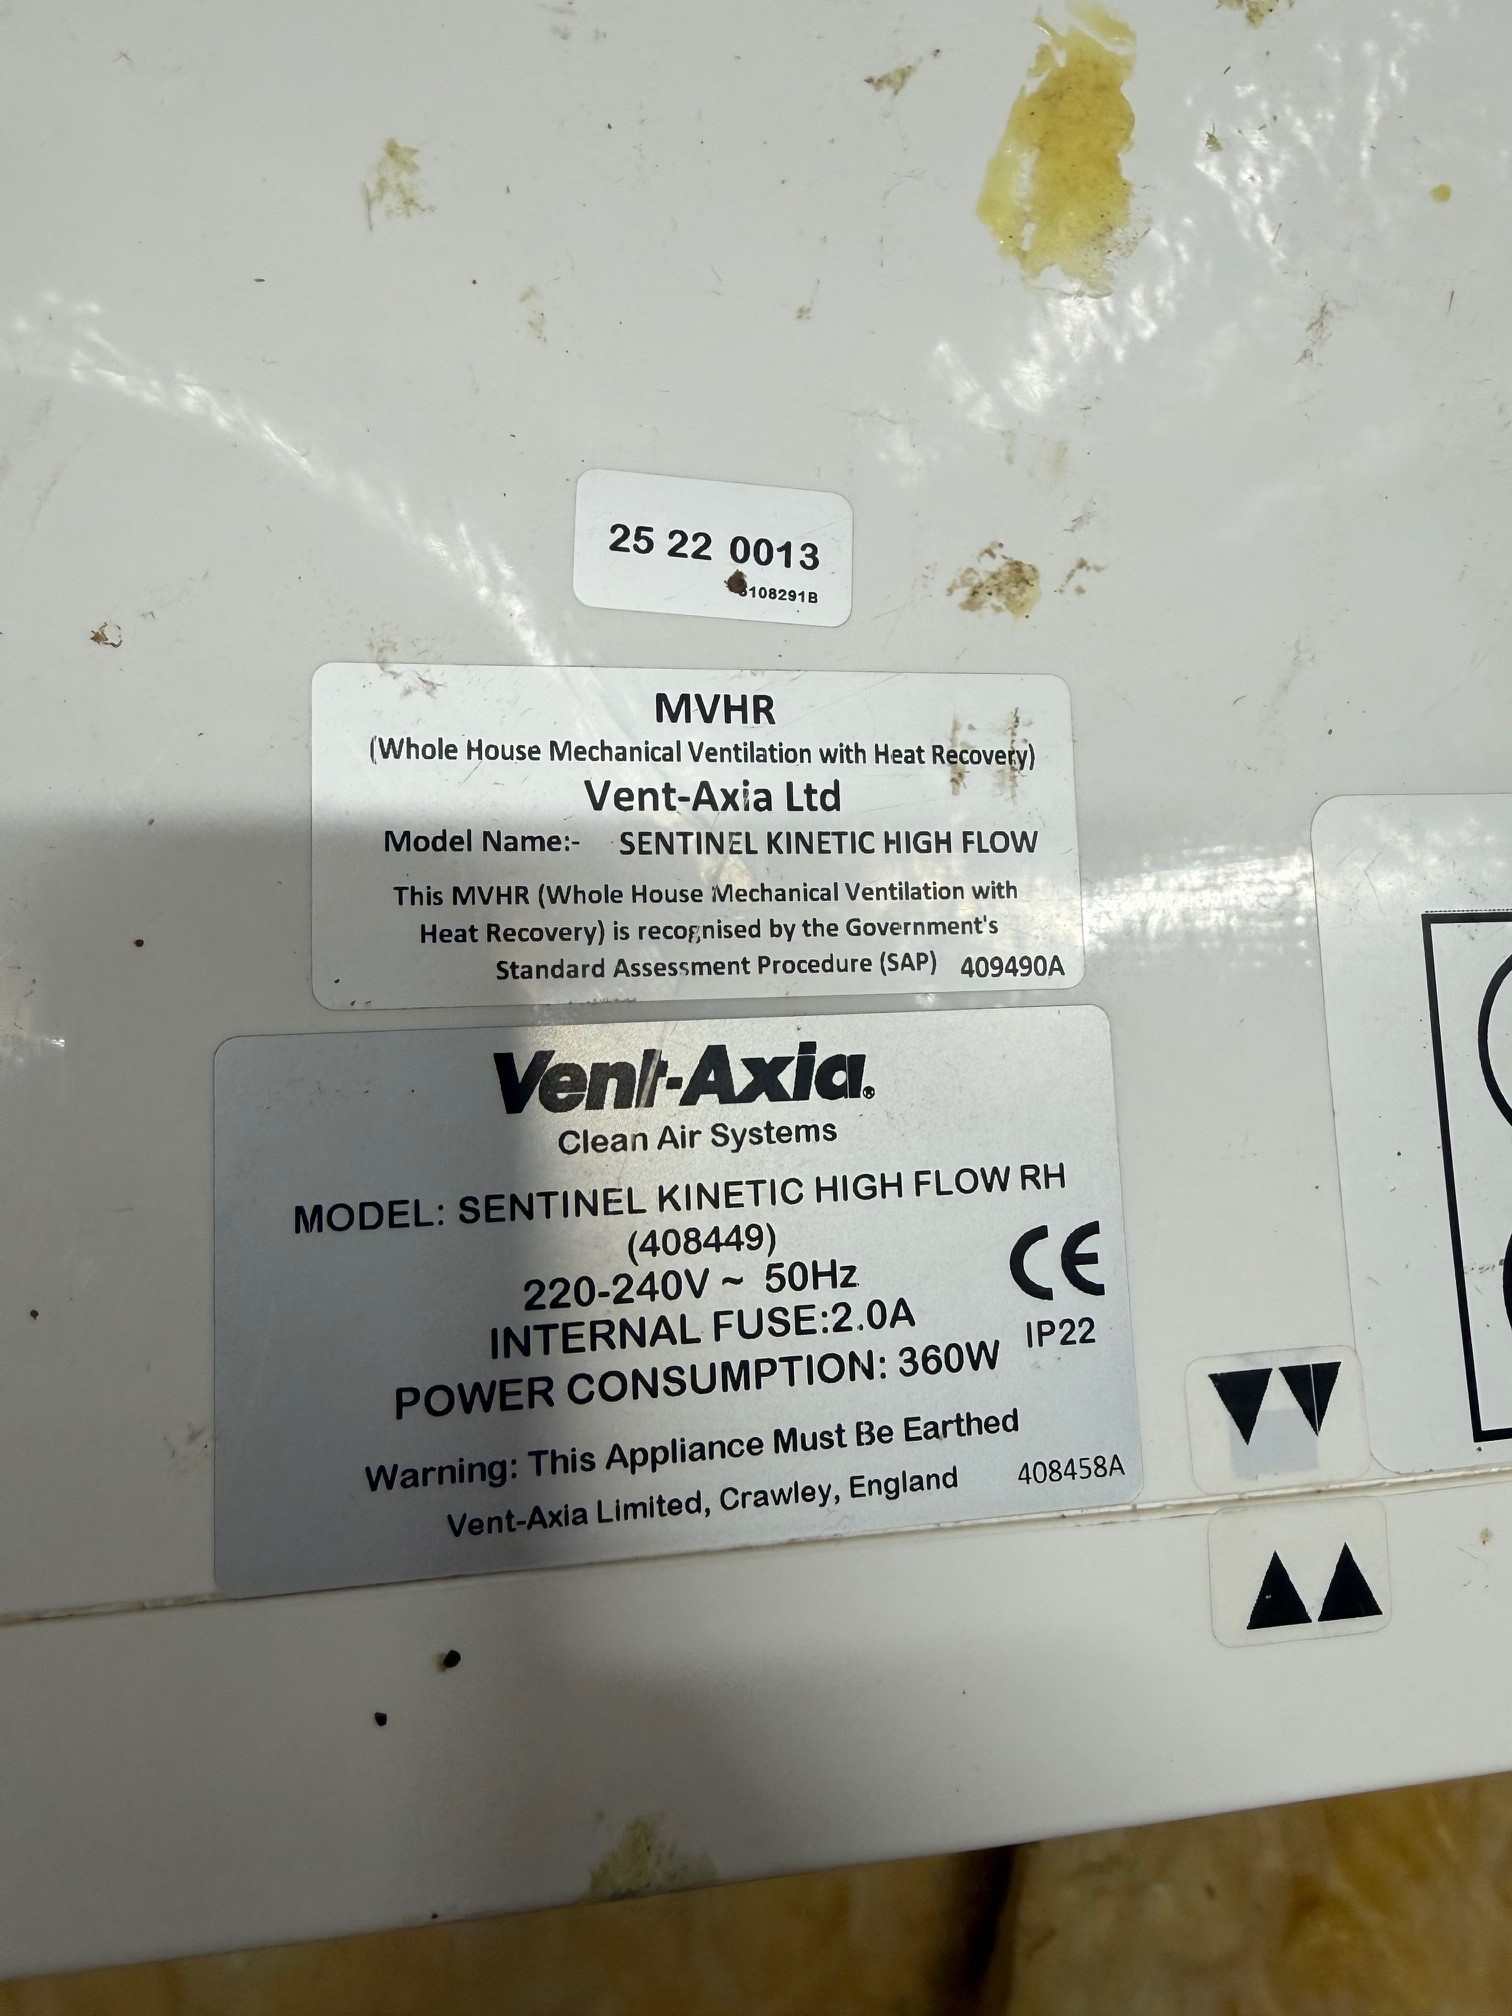 25 22 0013
108291B
MVHR
(Whole House Mechanical Ventilation with Heat Recovery)
Vent-Axia Ltd
Model Name:- SENTINEL KINETIC HIGH FLOW
This MVHR (Whole House Mechanical Ventilation with
Heat Recovery) is recognised by the Government's
Standard Assessment Procedure (SAP) 409490A
Vent-Axia®
Clean Air Systems
MODEL: SENTINEL KINETIC HIGH FLOW RH
(408449)
220-240V ~ 50Hz
CE
INTERNAL FUSE:2.0A
IP22
POWER CONSUMPTION: 360W
Warning: This Appliance Must Be Earthed
Vent-Axia Limited, Crawley, England 408458A